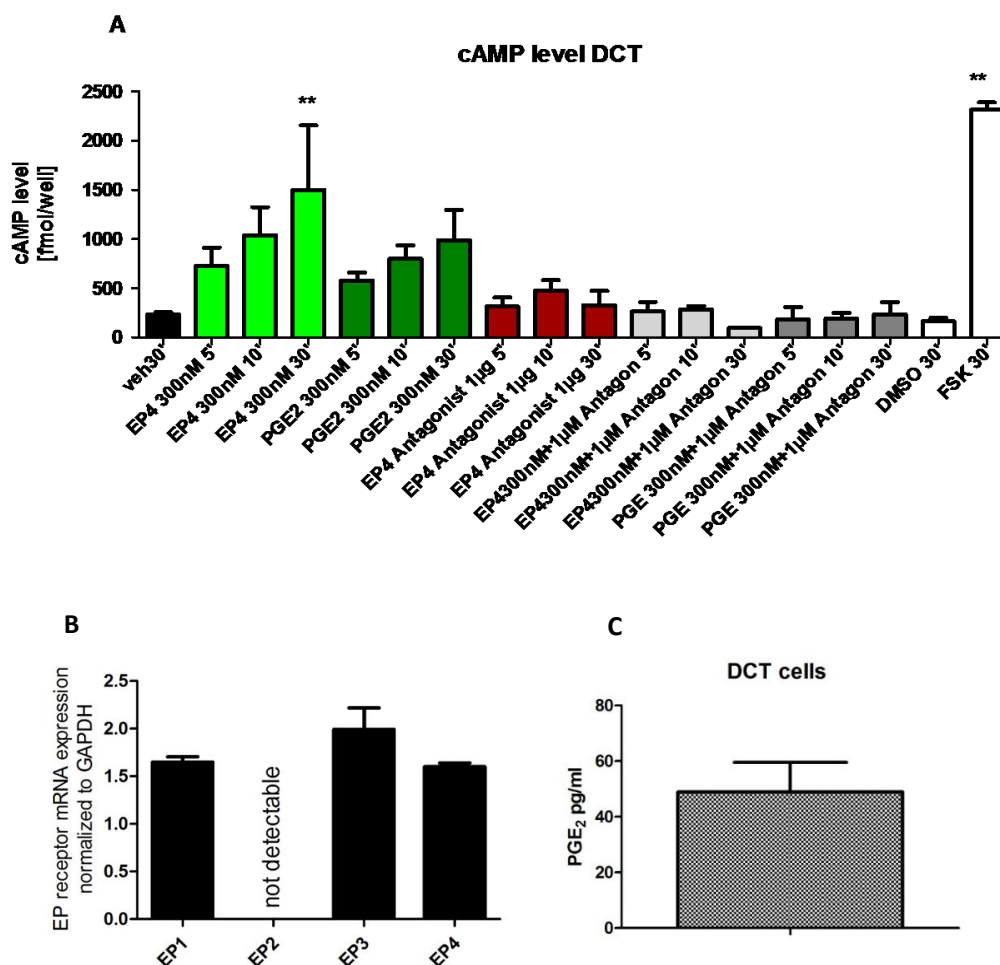 A
cAMP level DCT
cAMP level
[fmol/well]
2500
2000
1500
1000
500
0
**
**
veh30'
EP4 300nM 5'
EP4 300nM 10'
EP4 300nM 30'
PGE2 300nM 5'
PGE2 300nM 10'
PGE2 300nM 30'
EP4 Antagonist 1µg 5'
EP4 Antagonist 1µg 10'
EP4 Antagonist 1µg 30'
EP4300nM+1µM Antagon 5'
EP4300nM+1µM Antagon 10'
EP4300nM+1µM Antagon 30'
PGE 300nM+1µM Antagon 5'
PGE 300nM+1µM Antagon 10'
PGE 300nM+1µM Antagon 30'
DMSO 30'
FSK 30'
B
EP receptor mRNA expression
normalized to GAPDH
2.5
2.0
1.5
1.0
0.5
0.0
not detectable
EP1
EP2
EP3
EP4
C
DCT cells
PGE₂ pg/ml
80
60
40
20
0